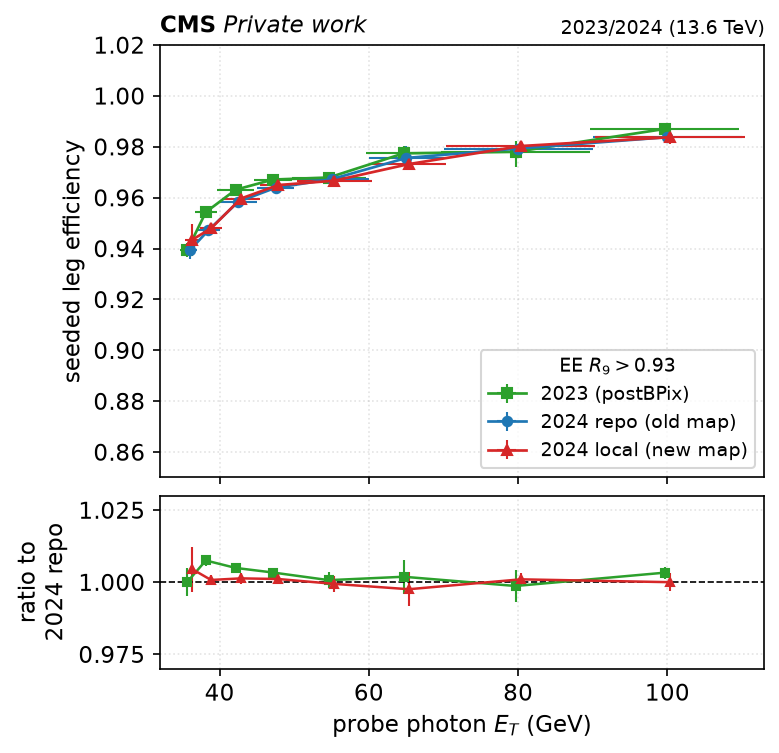 CMS Private work
2023/2024 (13.6 TeV)
1.02
1.00
0.98
0.96
0.94
0.92
0.90
0.88
0.86
seeded leg efficiency
EE R₉ > 0.93
2023 (postBPix)
2024 repo (old map)
2024 local (new map)
1.025
1.000
0.975
ratio to
2024 repo
40 60 80 100
probe photon E_T (GeV)